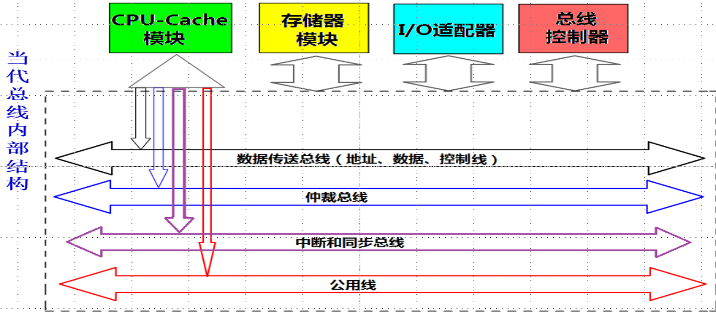 CPU-Cache
模块
存储器
模块
I/O适配器
总线
控制器
当代总线内部结构
数据传送总线（地址、数据、控制线）
仲裁总线
中断和同步总线
公用线